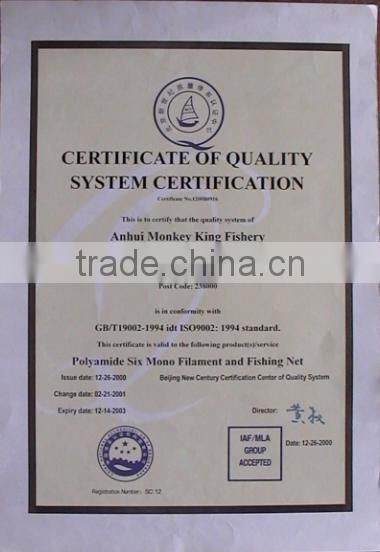 CERTIFICATE OF QUALITY
SYSTEM CERTIFICATION
This is to certify that the quality system of
Anhui Monkey King Fishery
trade.china.cn
Post Code: 238000
is in conformity with
GB/T19002-1994 idt ISO9002: 1994 standard.
This certificate is valid to the following product(s)/service
Polyamide Six Mono Filament and Fishing Net
Issue date: 12-26-2000 Beijing New Century Certification Center of Quality System
Change date: 02-21-2001
Expiry date: 12-14-2003 Director:
IAF/MLA
GROUP
ACCEPTED
Date: 12-26-2000
Registration Number: SC 12